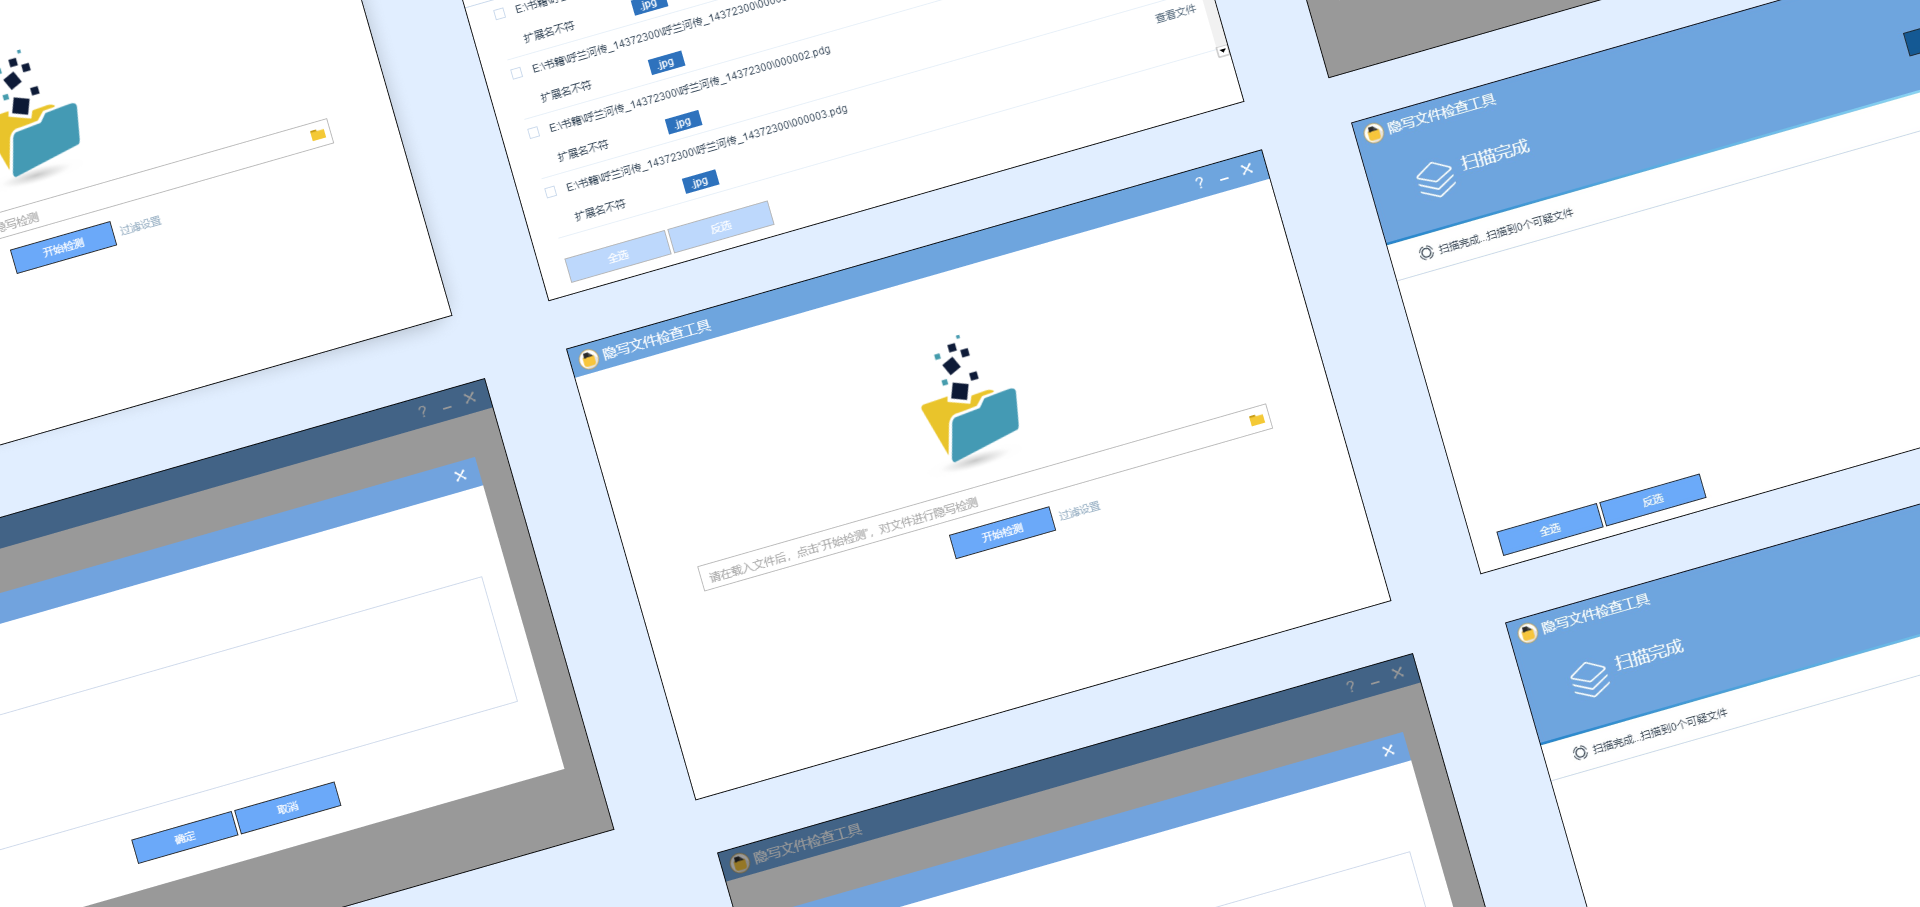 隐写检测
开始检测
过滤设置
扩展名不符
.jpg
E:\书籍\呼兰河传_14372300\呼兰河传_14372300\0000
扩展名不符
.jpg
查看文件
E:\书籍\呼兰河传_14372300\呼兰河传_14372300\000002.pdg
扩展名不符
.jpg
E:\书籍\呼兰河传_14372300\呼兰河传_14372300\000003.pdg
扩展名不符
.jpg
全选
反选
隐写文件检查工具
请在载入文件后，点击“开始检测”，对文件进行隐写检测
开始检测
过滤设置
隐写文件检查工具
扫描完成
扫描完成...扫描到0个可疑文件
全选
反选
确定
取消
隐写文件检查工具
隐写文件检查工具
扫描完成
扫描完成...扫描到0个可疑文件